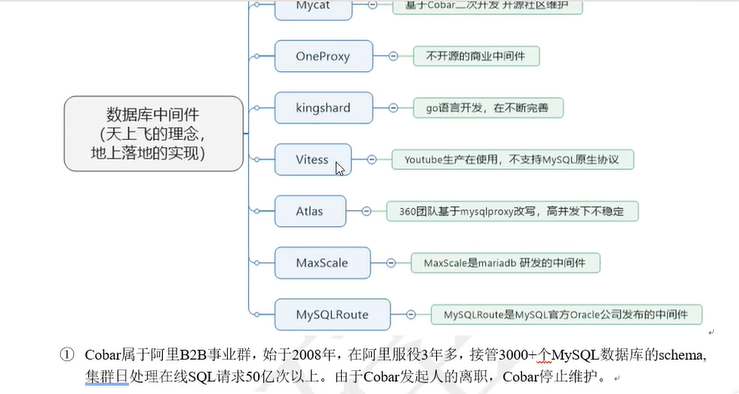 Mycat
基于Cobar二次开发 开源社区维护
OneProxy
不开源的商业中间件
kingshard
go语言开发，在不断完善
数据库中间件
（天上飞的理念，
地上落地的实现）
Vitess
Youtube生产在使用，不支持MySQL原生协议
Atlas
360团队基于mysqlproxy改写，高并发下不稳定
MaxScale
MaxScale是mariadb 研发的中间件
MySQLRoute
MySQLRoute是MySQL官方Oracle公司发布的中间件
① Cobar属于阿里B2B事业群，始于2008年，在阿里服役3年多，接管3000+个MySQL数据库的schema,
集群日处理在线SQL请求50亿次以上。由于Cobar发起人的离职，Cobar停止维护。